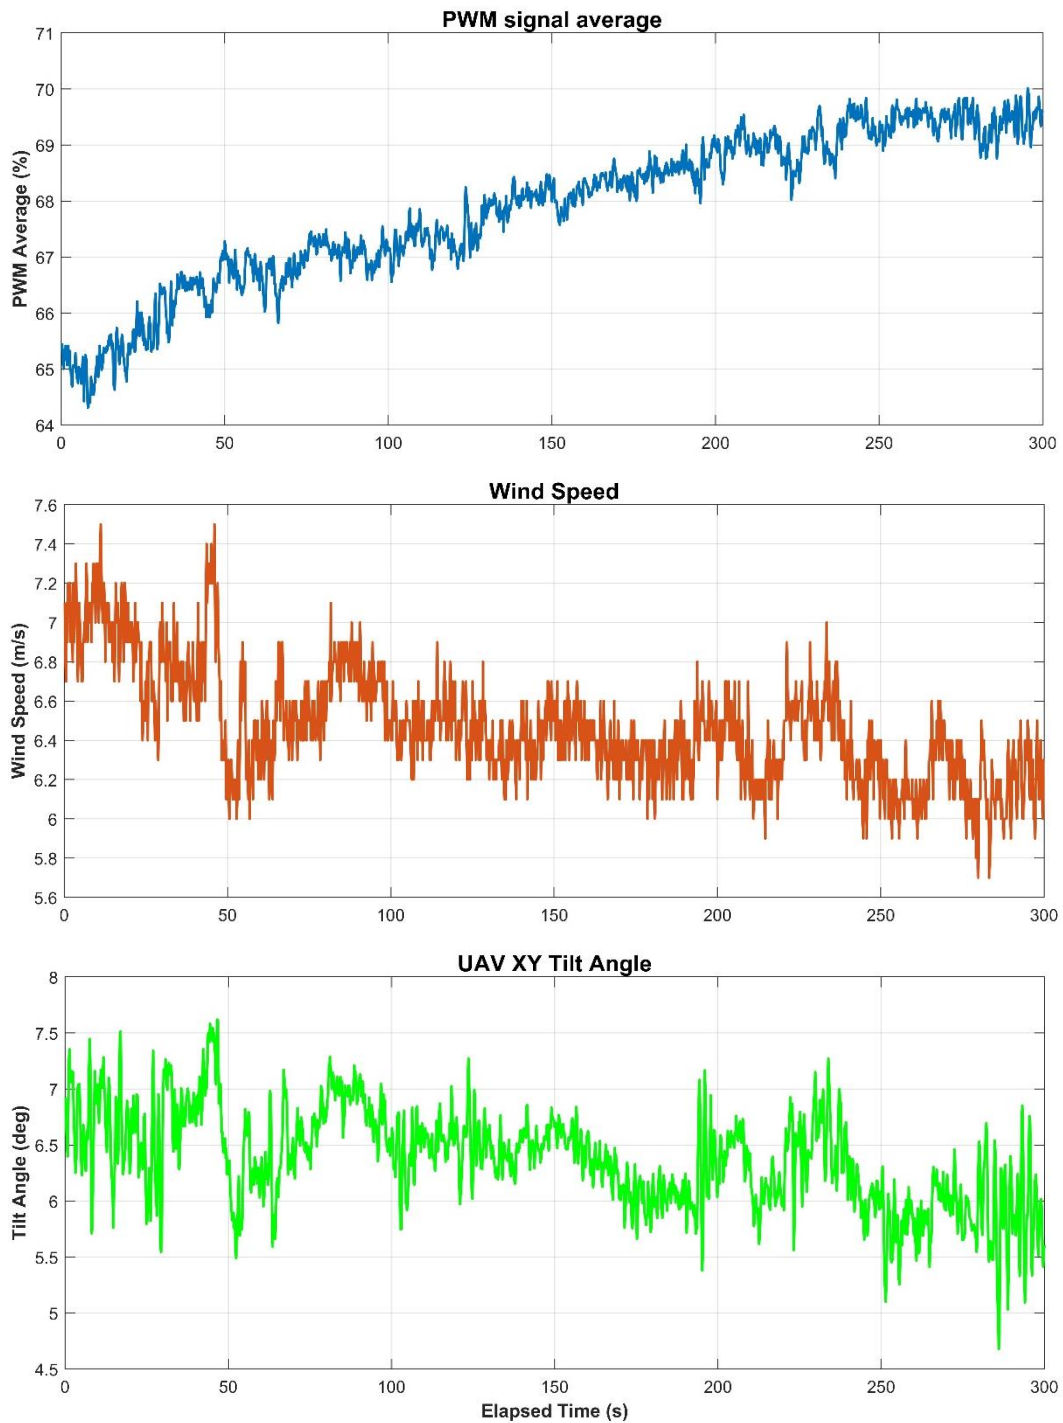 PWM signal average
71
70
69
68
67
66
65
64
PWM Average (%)
0 50 100 150 200 250 300
Wind Speed
7.6
7.4
7.2
7
6.8
6.6
6.4
6.2
6
5.8
5.6
Wind Speed (m/s)
0 50 100 150 200 250 300
UAV XY Tilt Angle
8
7.5
7
6.5
6
5.5
5
4.5
Tilt Angle (deg)
0 50 100 150 200 250 300
Elapsed Time (s)